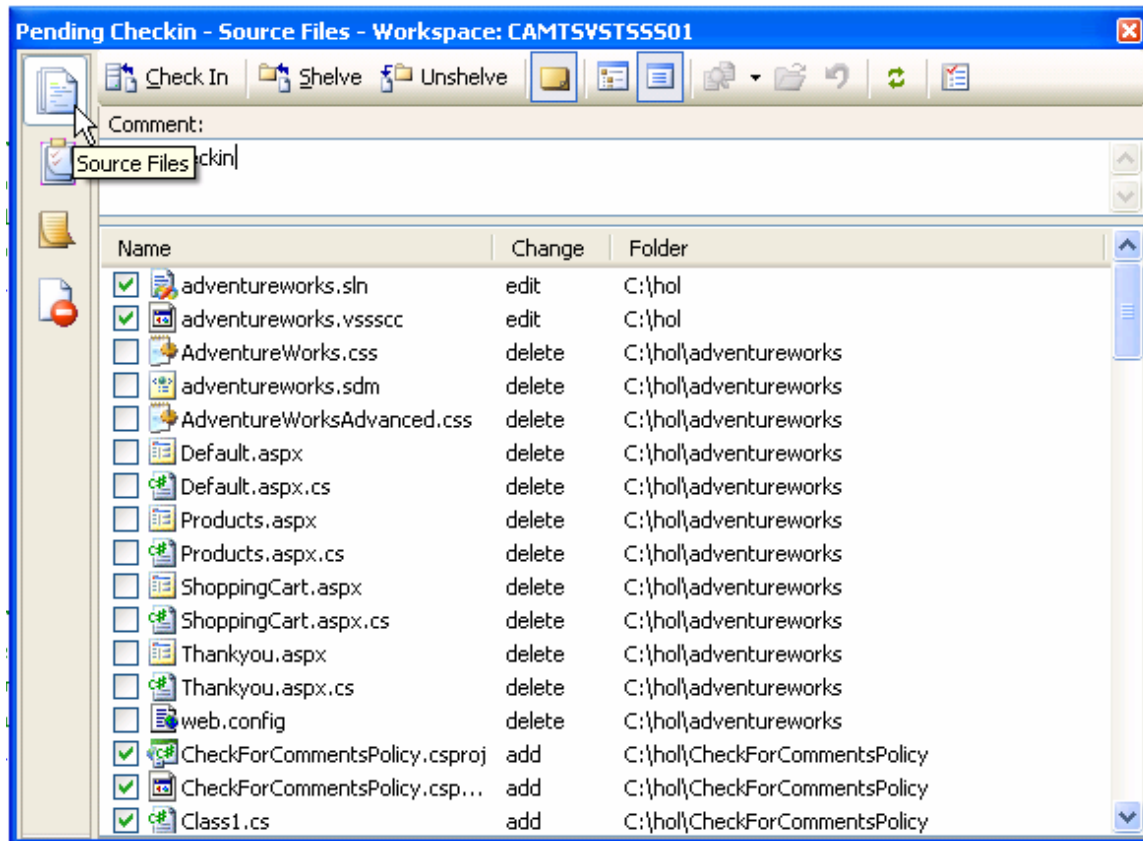 Pending Checkin - Source Files - Workspace: CAMTSVSTSSS01
Check In Shelve Unshelve
Comment:
Source Files
Name Change Folder
adventureworks.sln edit C:\hol
adventureworks.vssscc edit C:\hol
AdventureWorks.css delete C:\hol\adventureworks
adventureworks.sdm delete C:\hol\adventureworks
AdventureWorksAdvanced.css delete C:\hol\adventureworks
Default.aspx delete C:\hol\adventureworks
Default.aspx.cs delete C:\hol\adventureworks
Products.aspx delete C:\hol\adventureworks
Products.aspx.cs delete C:\hol\adventureworks
ShoppingCart.aspx delete C:\hol\adventureworks
ShoppingCart.aspx.cs delete C:\hol\adventureworks
Thankyou.aspx delete C:\hol\adventureworks
Thankyou.aspx.cs delete C:\hol\adventureworks
web.config delete C:\hol\adventureworks
CheckForCommentsPolicy.csproj add C:\hol\CheckForCommentsPolicy
CheckForCommentsPolicy.csp... add C:\hol\CheckForCommentsPolicy
Class1.cs add C:\hol\CheckForCommentsPolicy